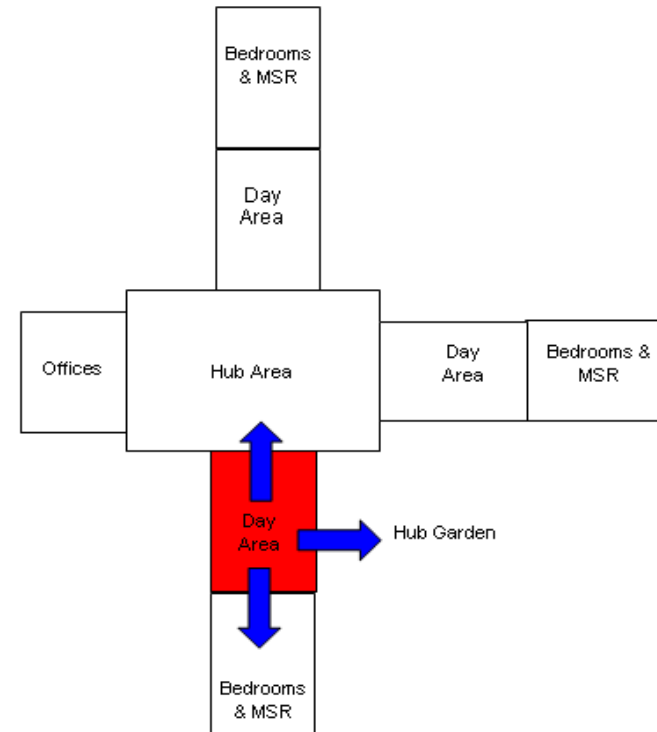 Bedrooms
& MSR
Day
Area
Offices
Hub Area
Day
Area
Bedrooms &
MSR
Day
Area
Hub Garden
Bedrooms
& MSR